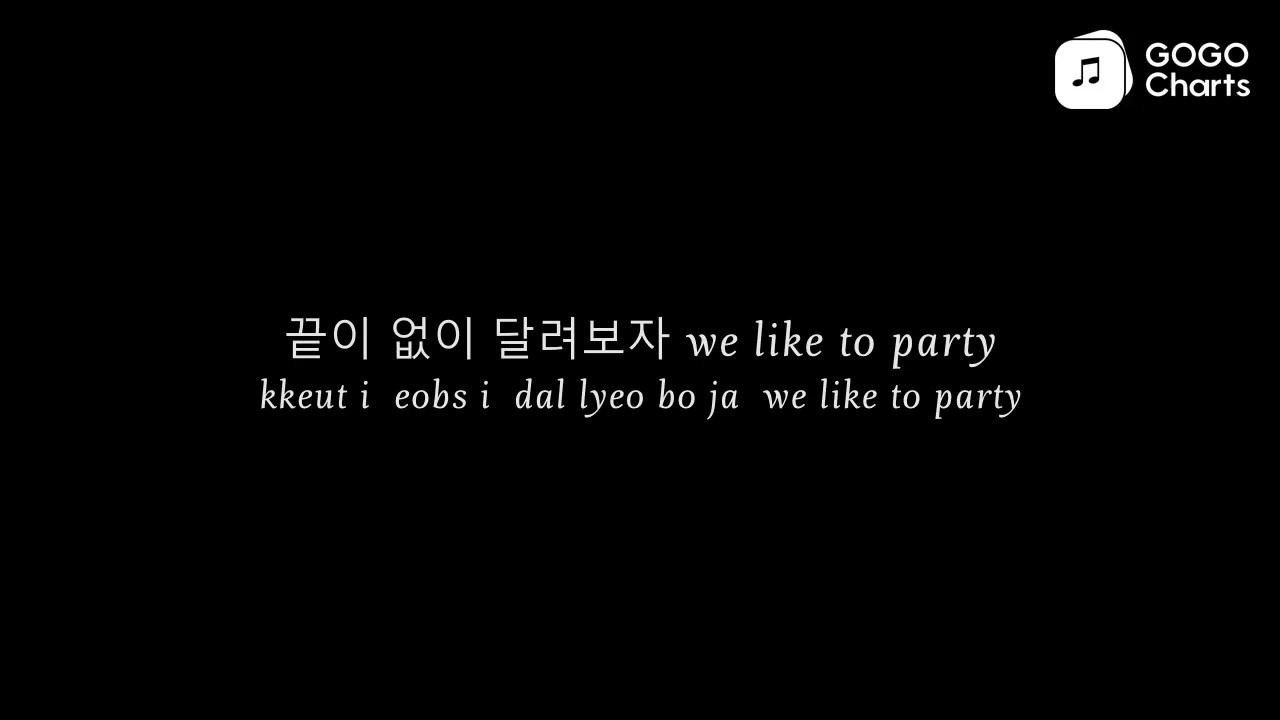 GOGO
Charts
끝이 없이 달려보자 we like to party
kkeut i eobs i dal lyeo bo ja we like to party